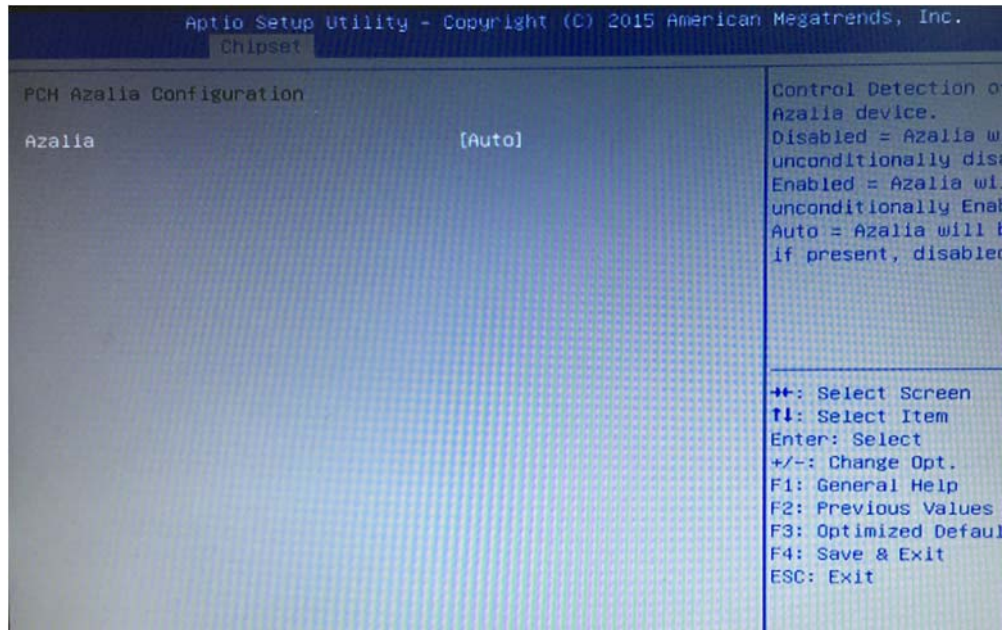 Aptio Setup Utility - Copyright (C) 2015 American Megatrends, Inc.
Chipset
PCH Azalia Configuration
Azalia [Auto]
Control Detection o
Azalia device.
Disabled = Azalia w
unconditionally dis
Enabled = Azalia wi
unconditionally Ena
Auto = Azalia will
if present, disable
: Select Screen
↑↓: Select Item
Enter: Select
+/-: Change Opt.
F1: General Help
F2: Previous Values
F3: Optimized Defaul
F4: Save & Exit
ESC: Exit